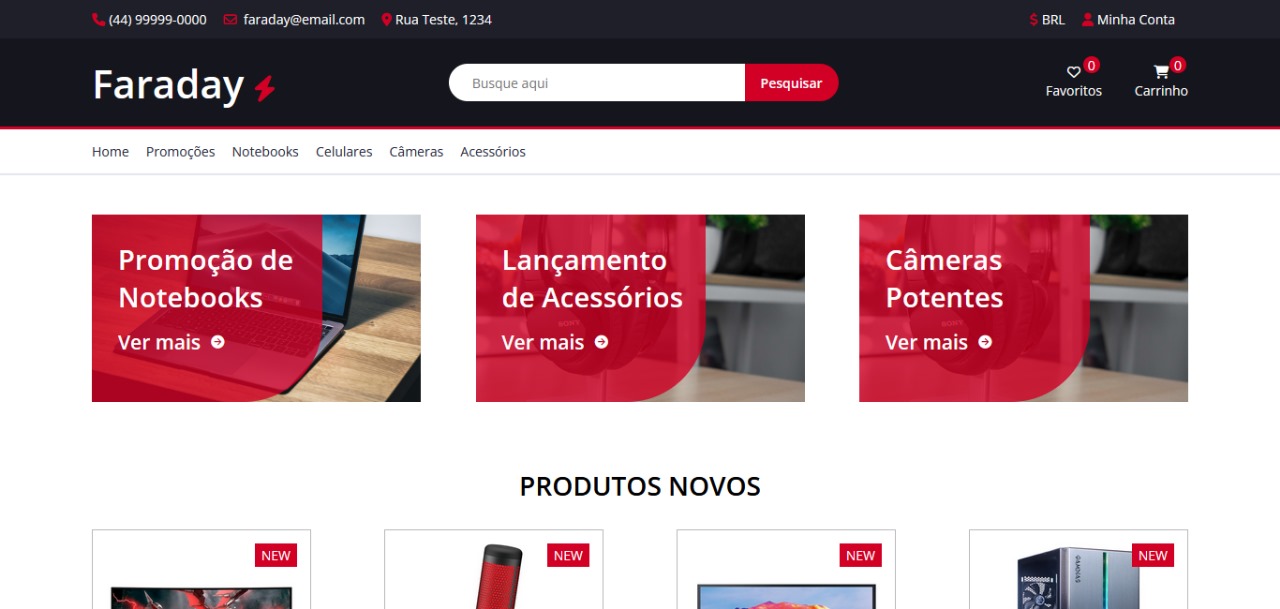 (44) 99999-0000 faraday@email.com Rua Teste, 1234 $ BRL Minha Conta
Faraday Busque aqui Pesquisar 0 Favoritos 0 Carrinho
Home Promoções Notebooks Celulares Câmeras Acessórios
Promoção de
Notebooks
Ver mais
Lançamento
de Acessórios
SONY
Ver mais
Câmeras
Potentes
SONY
Ver mais
PRODUTOS NOVOS
NEW
NEW
NEW
NEW